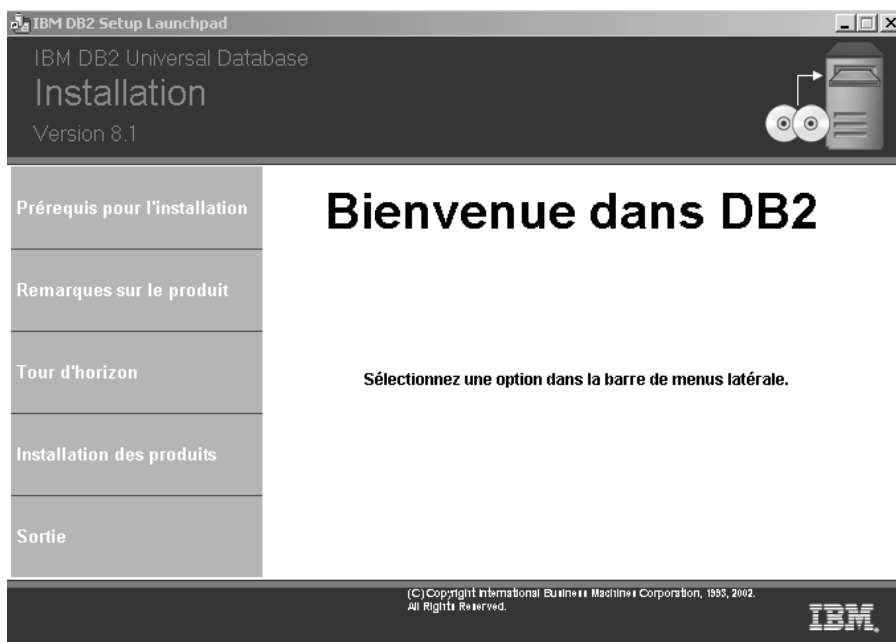 IBM DB2 Setup Launchpad
IBM DB2 Universal Database
Installation
Version 8.1
Prérequis pour l'installation
Remarques sur le produit
Tour d'horizon
Installation des produits
Sortie
Bienvenue dans DB2
Sélectionnez une option dans la barre de menus latérale.
(C)Copyright International Business Machines Corporation, 1993, 2002.
All Rights Reserved.
IBM.